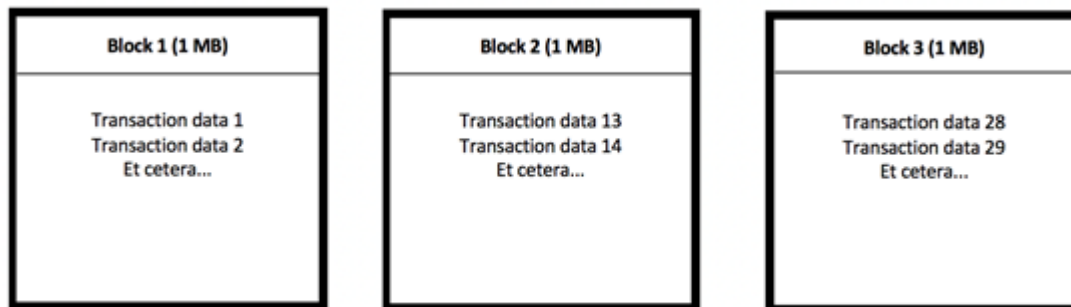 Block 1 (1 MB)
Transaction data 1
Transaction data 2
Et cetera...
Block 2 (1 MB)
Transaction data 13
Transaction data 14
Et cetera...
Block 3 (1 MB)
Transaction data 28
Transaction data 29
Et cetera...